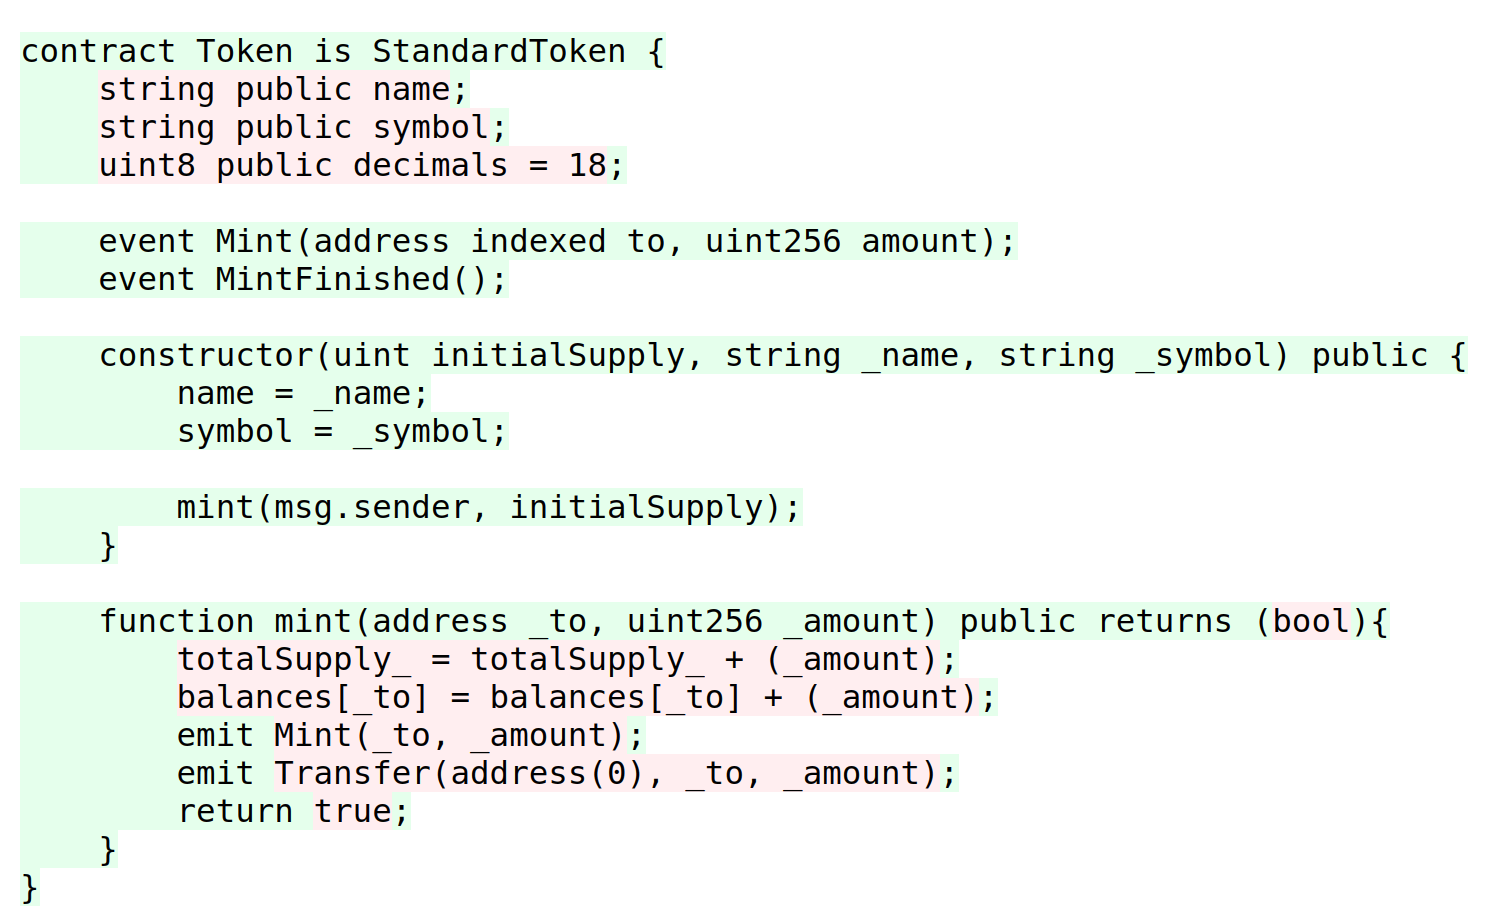 contract Token is StandardToken {
    string public name;
    string public symbol;
    uint8 public decimals = 18;

    event Mint(address indexed to, uint256 amount);
    event MintFinished();

    constructor(uint initialSupply, string _name, string _symbol) public {
        name = _name;
        symbol = _symbol;

        mint(msg.sender, initialSupply);
    }

    function mint(address _to, uint256 _amount) public returns (bool){
        totalSupply_ = totalSupply_ + (_amount);
        balances[_to] = balances[_to] + (_amount);
        emit Mint(_to, _amount);
        emit Transfer(address(0), _to, _amount);
        return true;
    }
}